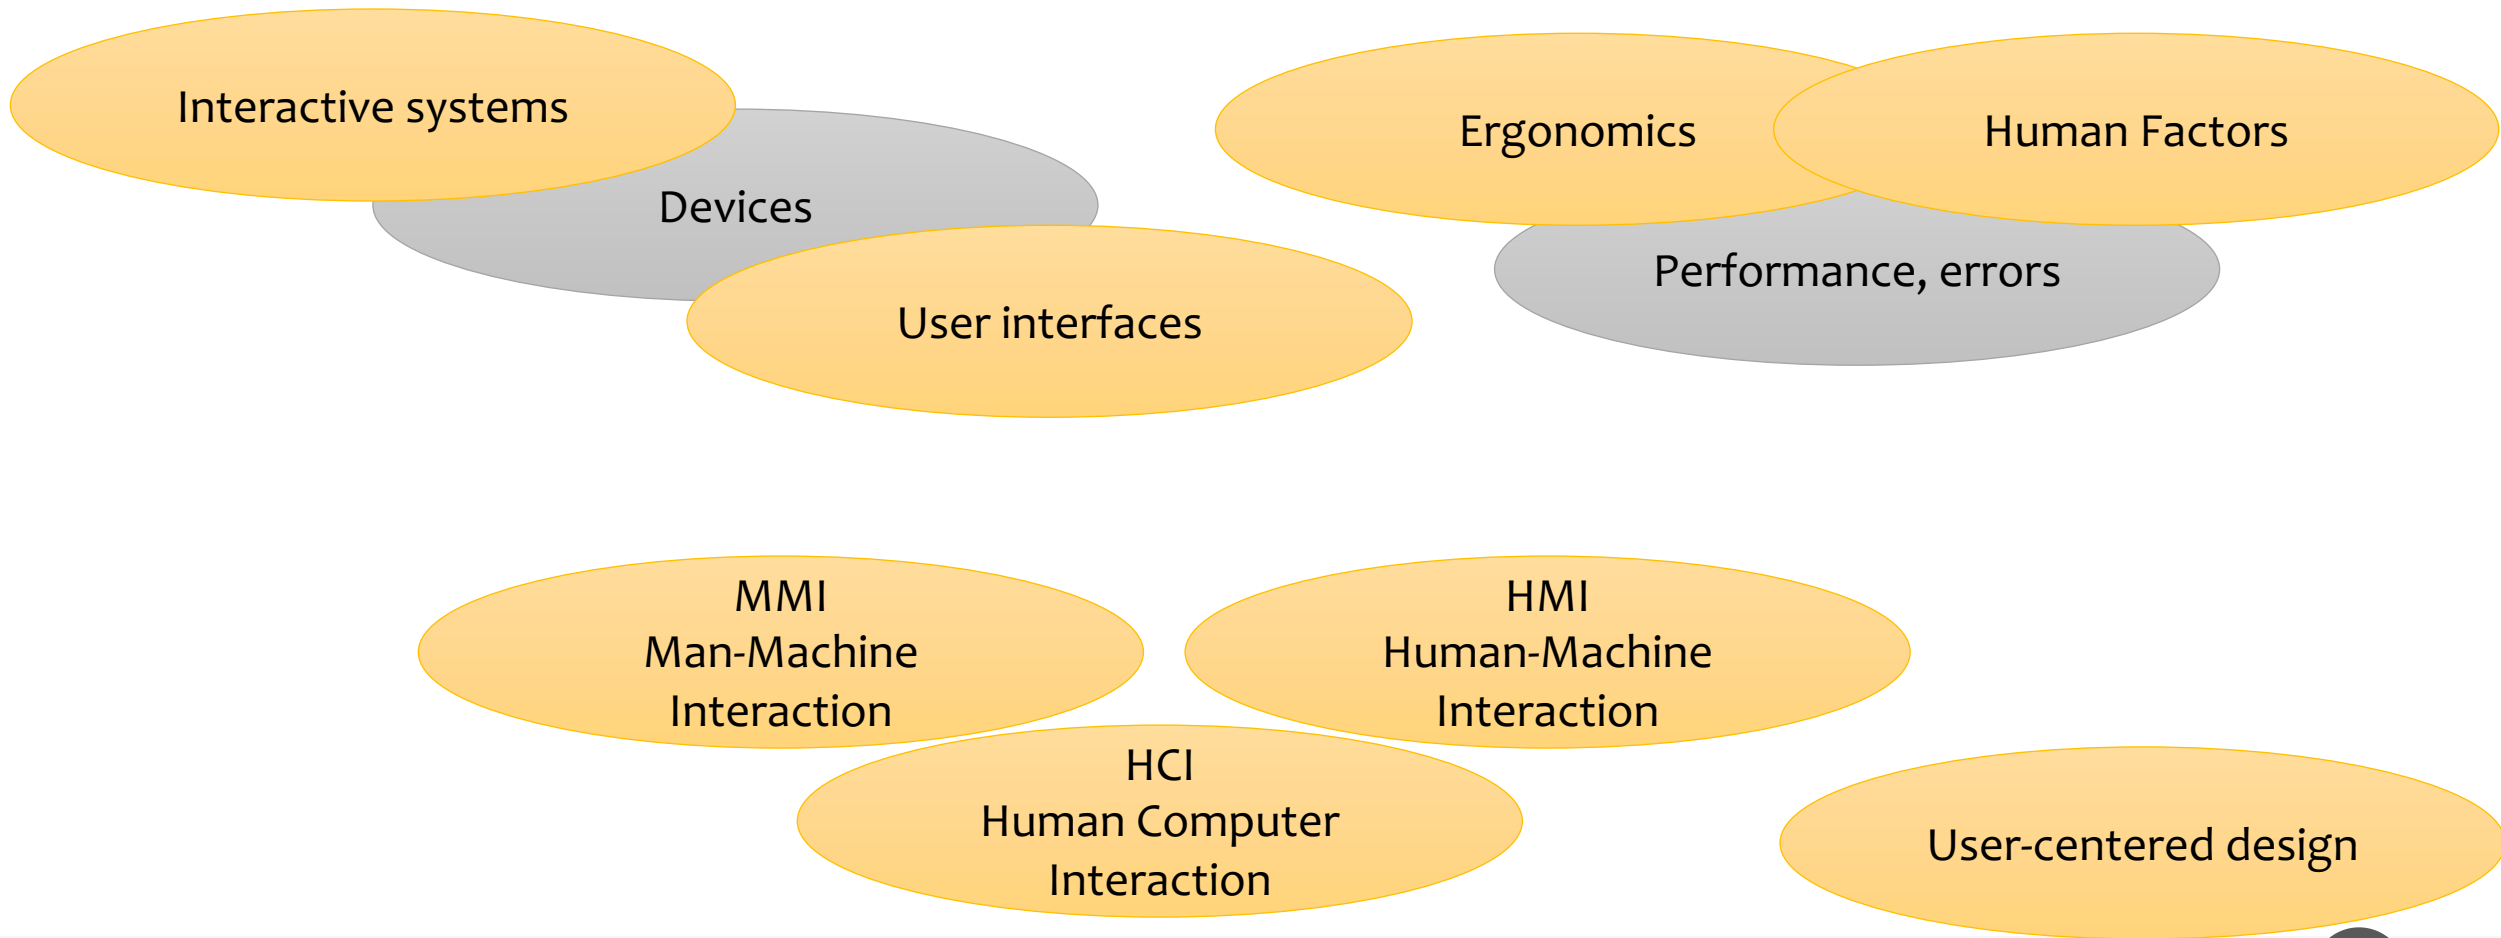 Interactive systems
Devices
User interfaces
Ergonomics
Human Factors
Performance, errors
MMI
Man-Machine
Interaction
HMI
Human-Machine
Interaction
HCI
Human Computer
Interaction
User-centered design